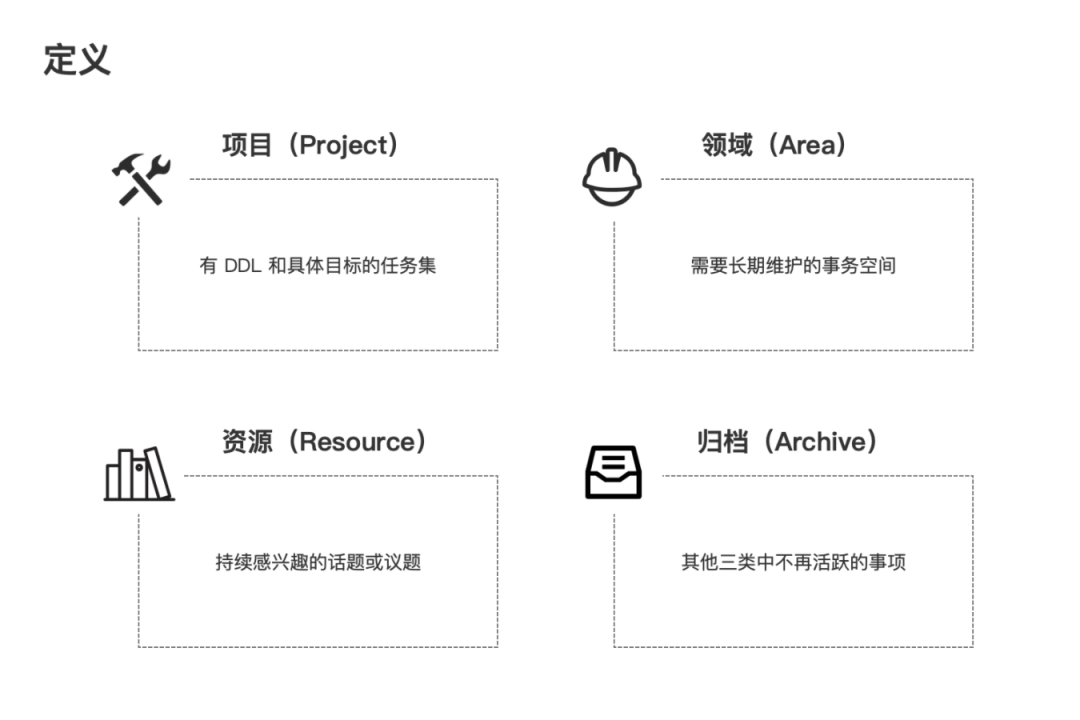 定义
项目（Project）
有 DDL 和具体目标的任务集
领域（Area）
需要长期维护的事务空间
资源（Resource）
持续感兴趣的话题或议题
归档（Archive）
其他三类中不再活跃的事项